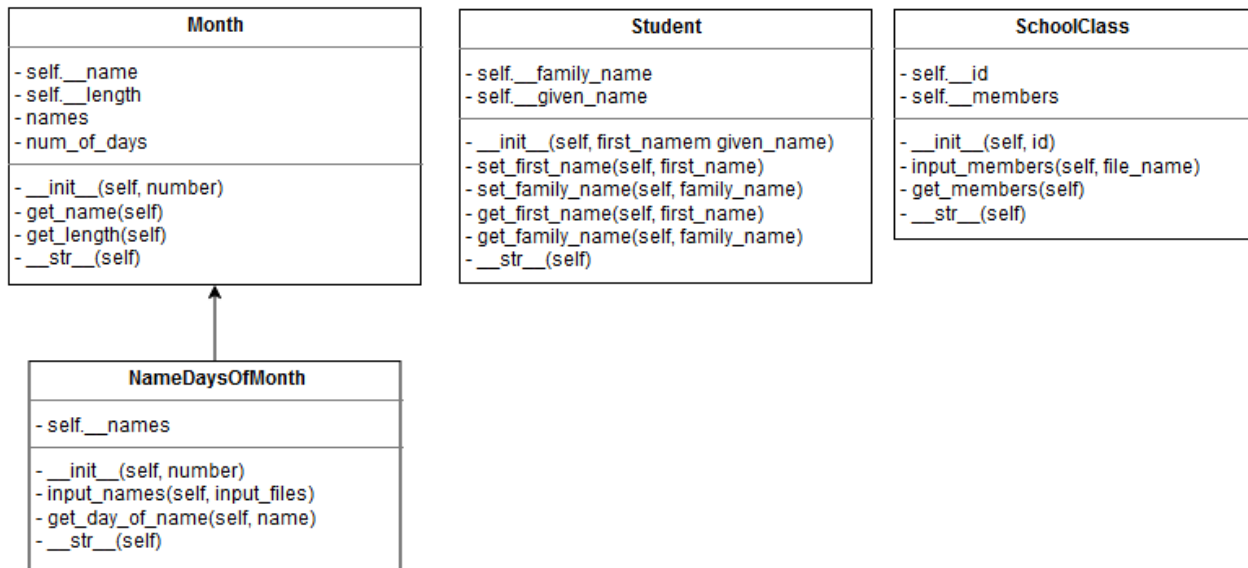 Month
- self.__name
- self.__length
- names
- num_of_days
- __init__(self, number)
- get_name(self)
- get_length(self)
- __str__(self)
Student
- self.__family_name
- self.__given_name
- __init__(self, first_namem given_name)
- set_first_name(self, first_name)
- set_family_name(self, family_name)
- get_first_name(self, first_name)
- get_family_name(self, family_name)
- __str__(self)
SchoolClass
- self.__id
- self.__members
- __init__(self, id)
- input_members(self, file_name)
- get_members(self)
- __str__(self)
NameDaysOfMonth
- self.__names
- __init__(self, number)
- input_names(self, input_files)
- get_day_of_name(self, name)
- __str__(self)